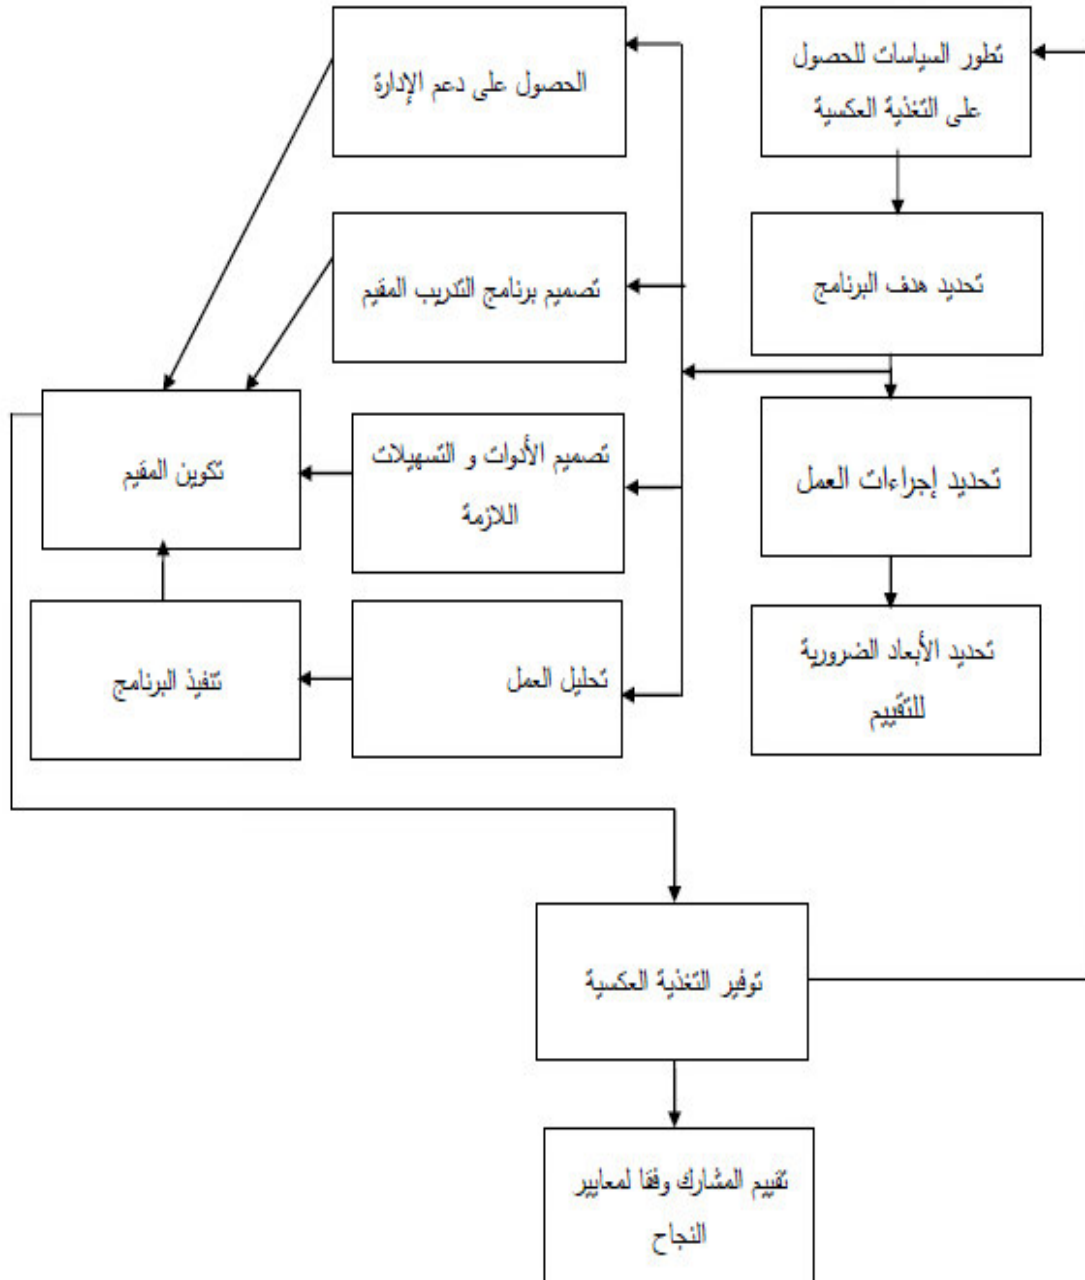 تطور السياسات للحصول
على التغذية العكسية
تحديد هدف البرنامج
تحديد إجراءات العمل
تحديد الأبعاد الضرورية
للتقييم
الحصول على دعم الإدارة
تصميم برنامج التدريب المقيم
تصميم الأدوات و التسهيلات
اللازمة
تحليل العمل
تكوين المقيم
تنفيذ البرنامج
توفير التغذية العكسية
تقييم المشارك وفقا لمعايير
النجاح